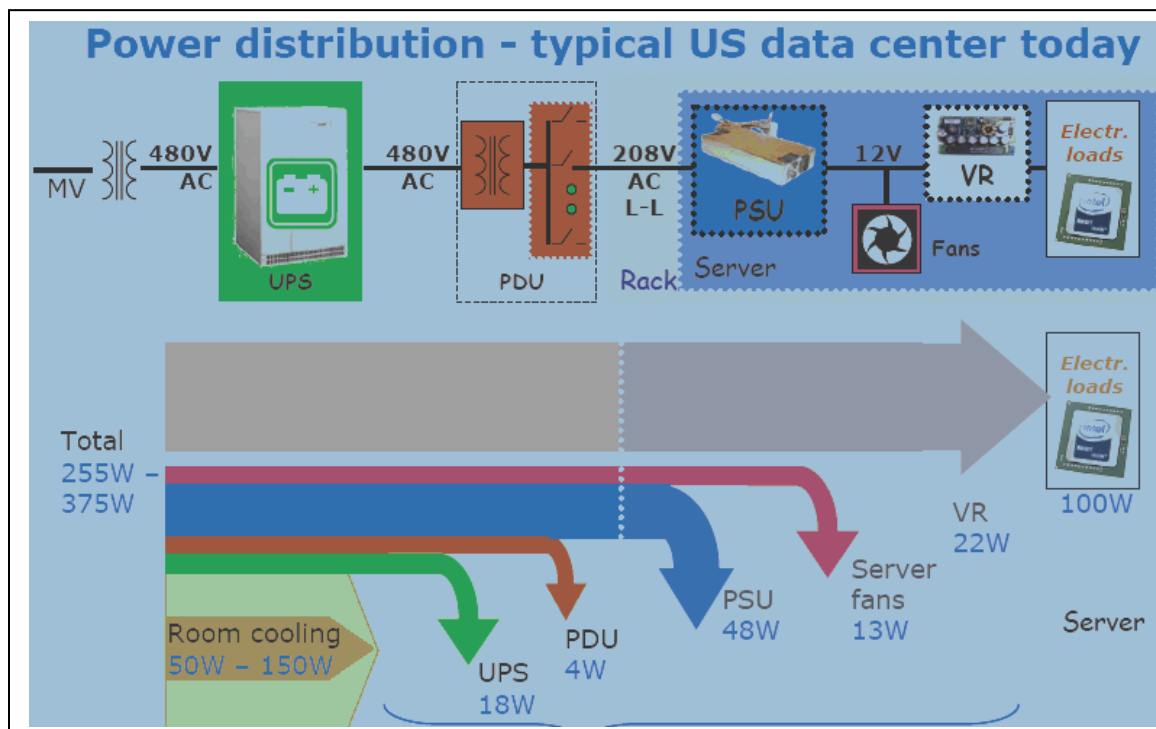 Power distribution - typical US data center today
MV
480V
AC
UPS
480V
AC
PDU
208V
AC
L-L
Rack
Server
PSU
12V
Fans
VR
Electr.
loads
intel
Total
255W –
375W
Room cooling
50W – 150W
UPS
18W
PDU
4W
PSU
48W
Server
fans
13W
VR
22W
Electr.
loads
intel
100W
Server